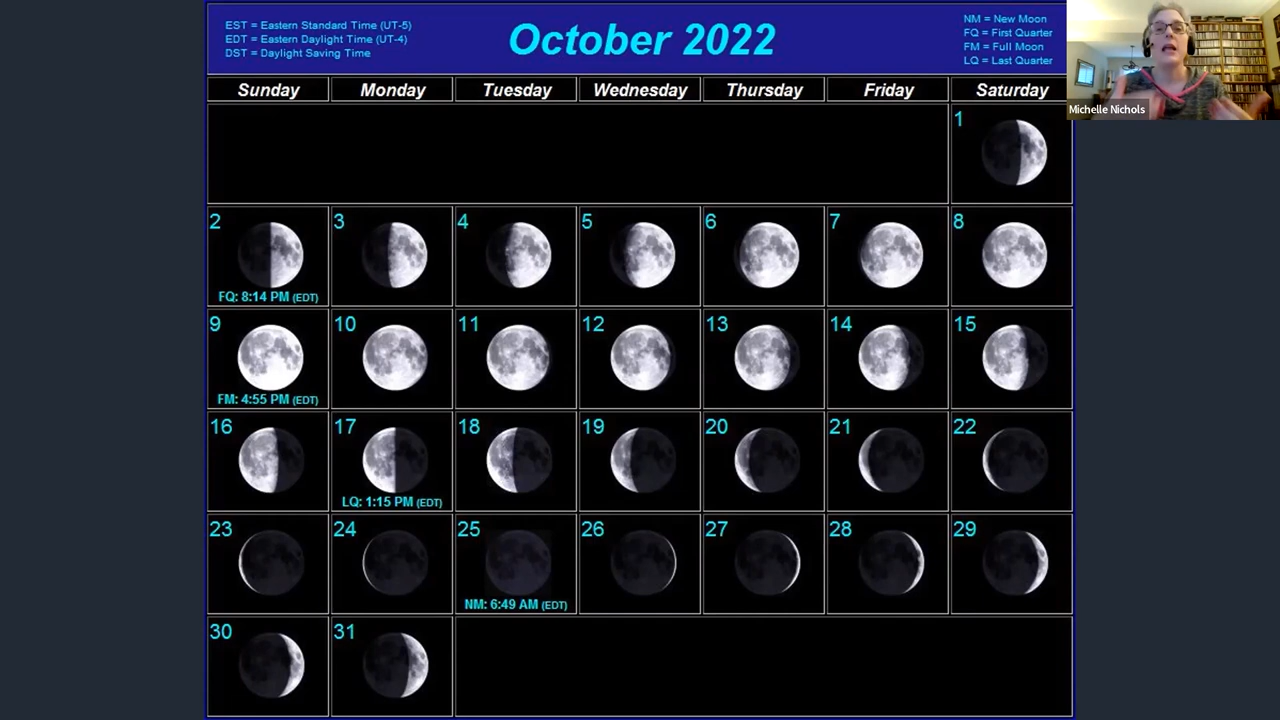 EST = Eastern Standard Time (UT-5)
EDT = Eastern Daylight Time (UT-4)
DST = Daylight Saving Time
October 2022
NM = New Moon
FQ = First Quarter
FM = Full Moon
LQ = Last Quarter
Michelle Nichols
Sunday Monday Tuesday Wednesday Thursday Friday Saturday
1
2 3 4 5 6 7 8
FQ: 8:14 PM (EDT)
9 10 11 12 13 14 15
FM: 4:55 PM (EDT)
16 17 18 19 20 21 22
LQ: 1:15 PM (EDT)
23 24 25 26 27 28 29
NM: 6:49 AM (EDT)
30 31